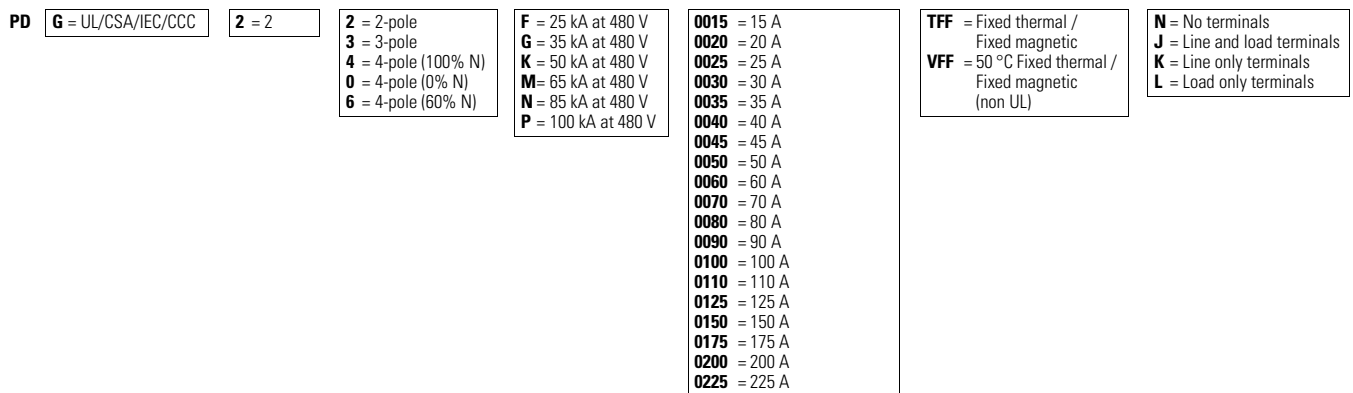 PD
G = UL/CSA/IEC/CCC
2 = 2
2 = 2-pole
3 = 3-pole
4 = 4-pole (100% N)
0 = 4-pole (0% N)
6 = 4-pole (60% N)
F = 25 kA at 480 V
G = 35 kA at 480 V
K = 50 kA at 480 V
M= 65 kA at 480 V
N = 85 kA at 480 V
P = 100 kA at 480 V
0015 = 15 A
0020 = 20 A
0025 = 25 A
0030 = 30 A
0035 = 35 A
0040 = 40 A
0045 = 45 A
0050 = 50 A
0060 = 60 A
0070 = 70 A
0080 = 80 A
0090 = 90 A
0100 = 100 A
0110 = 110 A
0125 = 125 A
0150 = 150 A
0175 = 175 A
0200 = 200 A
0225 = 225 A
TFF = Fixed thermal /
Fixed magnetic
VFF = 50 °C Fixed thermal /
Fixed magnetic
(non UL)
N = No terminals
J = Line and load terminals
K = Line only terminals
L = Load only terminals